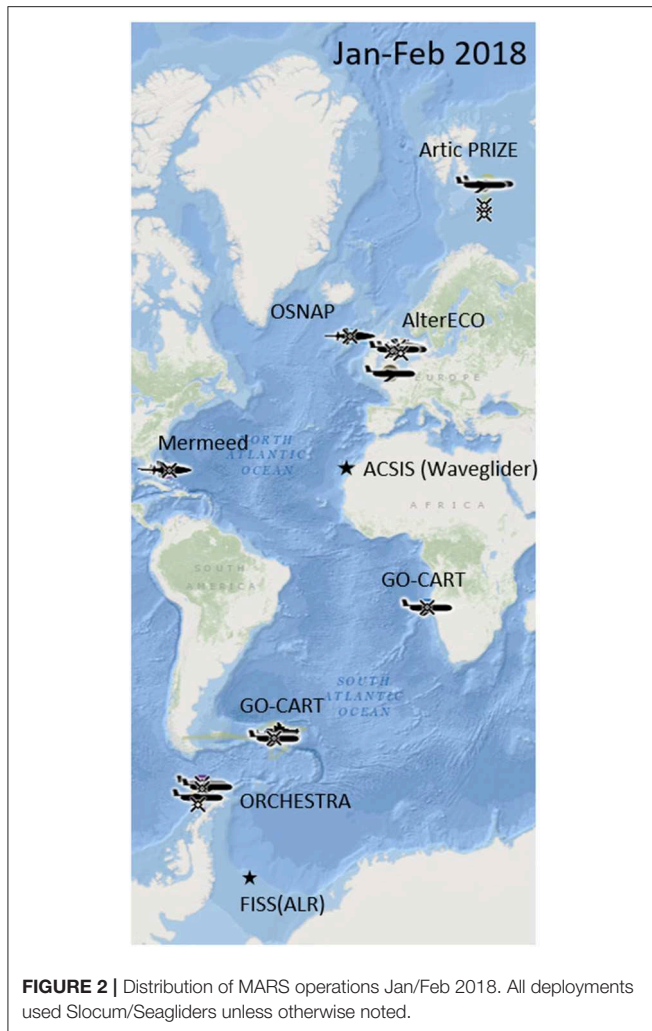 Jan-Feb 2018
Artic PRIZE
OSNAP
AlterECO
EUROPE
Mermeed
NORTH
ATLANTIC
OCEAN
ACSIS (Waveglider)
AFRICA
GO-CART
SOUTH
AMERICA
SOUTH
ATLANTIC
OCEAN
GO-CART
ORCHESTRA
FISS(ALR)
FIGURE 2 | Distribution of MARS operations Jan/Feb 2018. All deployments
used Slocum/Seagliders unless otherwise noted.